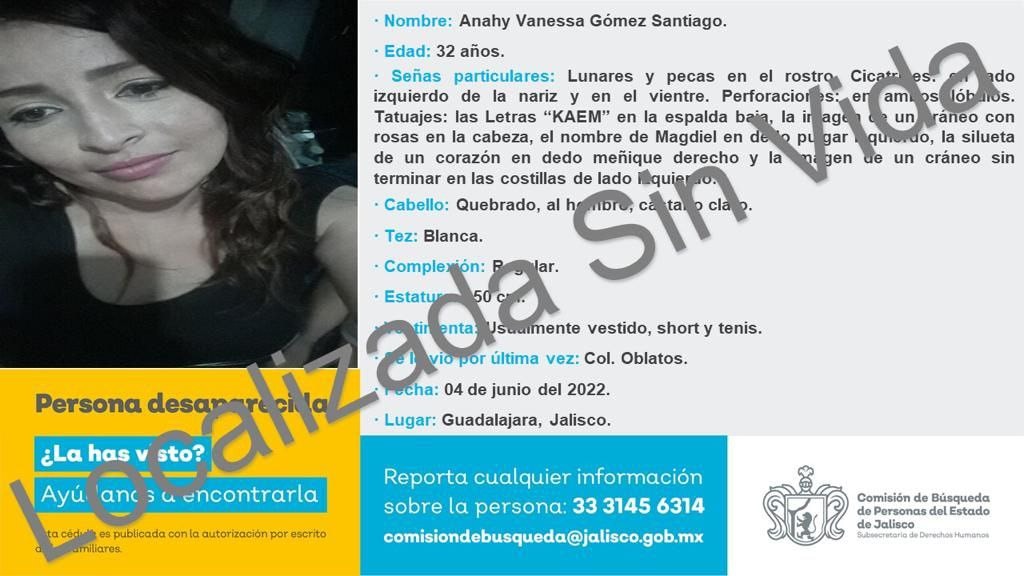 · Nombre: Anahy Vanessa Gómez Santiago.
· Edad: 32 años.
· Señas particulares: Lunares y pecas en el rostro. Cicatrices: en lado
izquierdo de la nariz y en el vientre. Perforaciones: en ambos lóbulos.
Tatuajes: las Letras “KAEM” en la espalda baja, la imagen de un cráneo con
rosas en la cabeza, el nombre de Magdiel en dedo pulgar izquierdo, la silueta
de un corazón en dedo meñique derecho y la imagen de un cráneo sin
terminar en las costillas de lado izquierdo.
· Cabello: Quebrado, al hombro, castaño claro.
· Tez: Blanca.
· Complexión: Regular.
· Estatura: 50 cm.
· Vestimenta: Usualmente vestido, short y tenis.
· Se le vio por última vez: Col. Oblatos.
· Fecha: 04 de junio del 2022.
· Lugar: Guadalajara, Jalisco.
Localizada Sin Vida
Persona desaparecida
¿La has visto?
Ayúdanos a encontrarla
Esta cédula es publicada con la autorización por escrito
de los familiares.
Reporta cualquier información
sobre la persona: 33 3145 6314
comisiondebusqueda@jalisco.gob.mx
Comisión de Búsqueda
de Personas del Estado
de Jalisco
Subsecretaría de Derechos Humanos